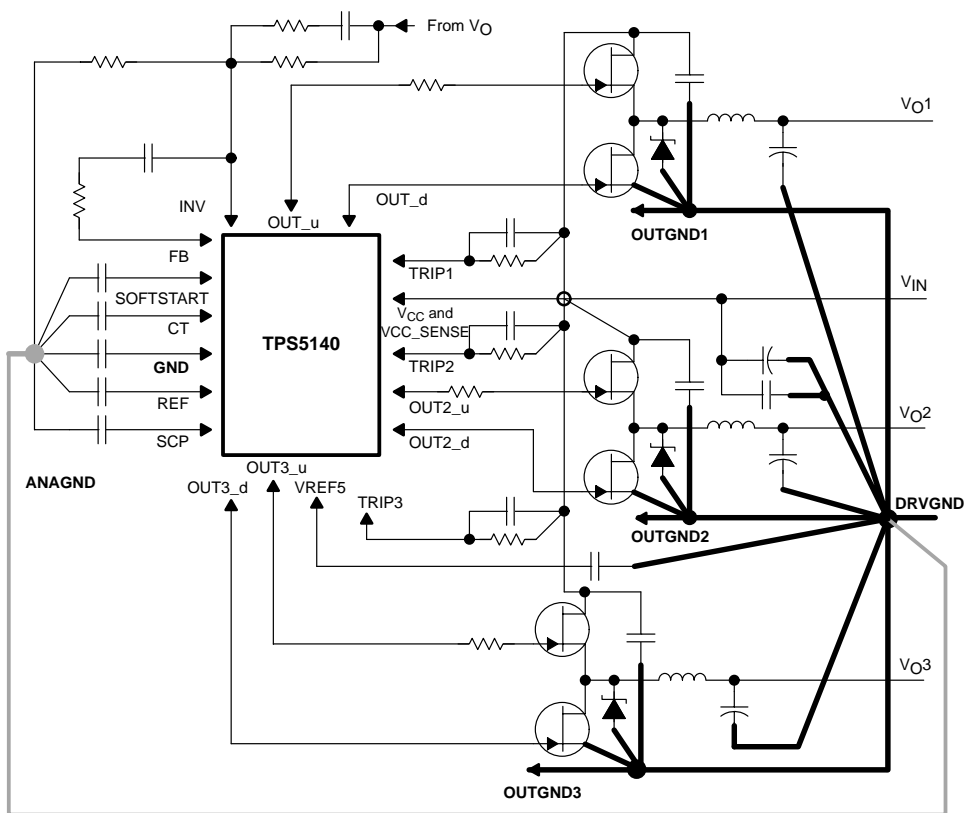 From VO
VO1
INV
OUT_u
OUT_d
OUTGND1
FB
TRIP1
SOFTSTART
VIN
CT
TPS5140
VCC and
VCC_SENSE
GND
TRIP2
REF
OUT2_u
VO2
SCP
OUT2_d
ANAGND
OUT3_u
OUT3_d
VREF5
TRIP3
DRVGND
OUTGND2
VO3
OUTGND3